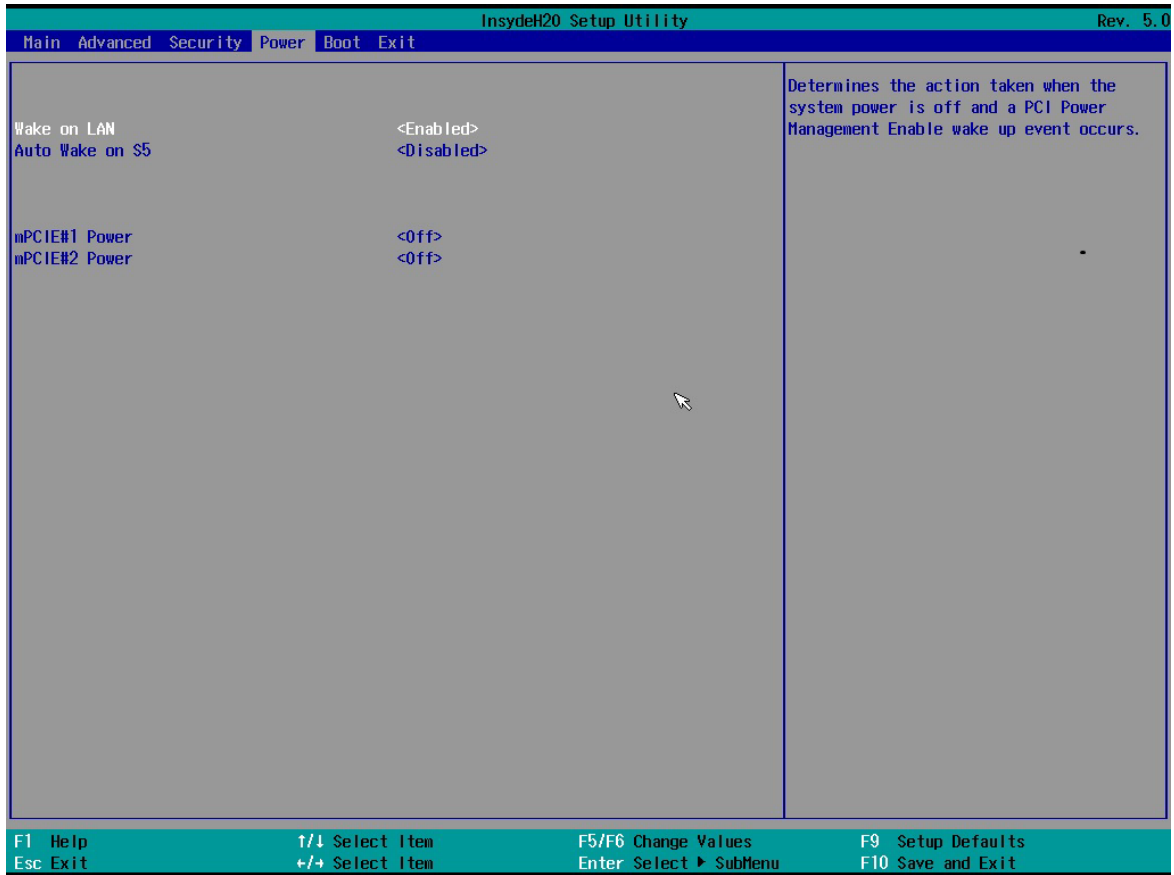 InsydeH20 Setup Utility Rev. 5.0
Main Advanced Security Power Boot Exit
Determines the action taken when the
system power is off and a PCI Power
Management Enable wake up event occurs.
Wake on LAN <Enabled>
Auto Wake on S5 <Disabled>
mPCIE#1 Power <Off>
mPCIE#2 Power <Off>
F1 Help ↑/↓ Select Item F5/F6 Change Values F9 Setup Defaults
Esc Exit ←/→ Select Item Enter Select ▶ SubMenu F10 Save and Exit